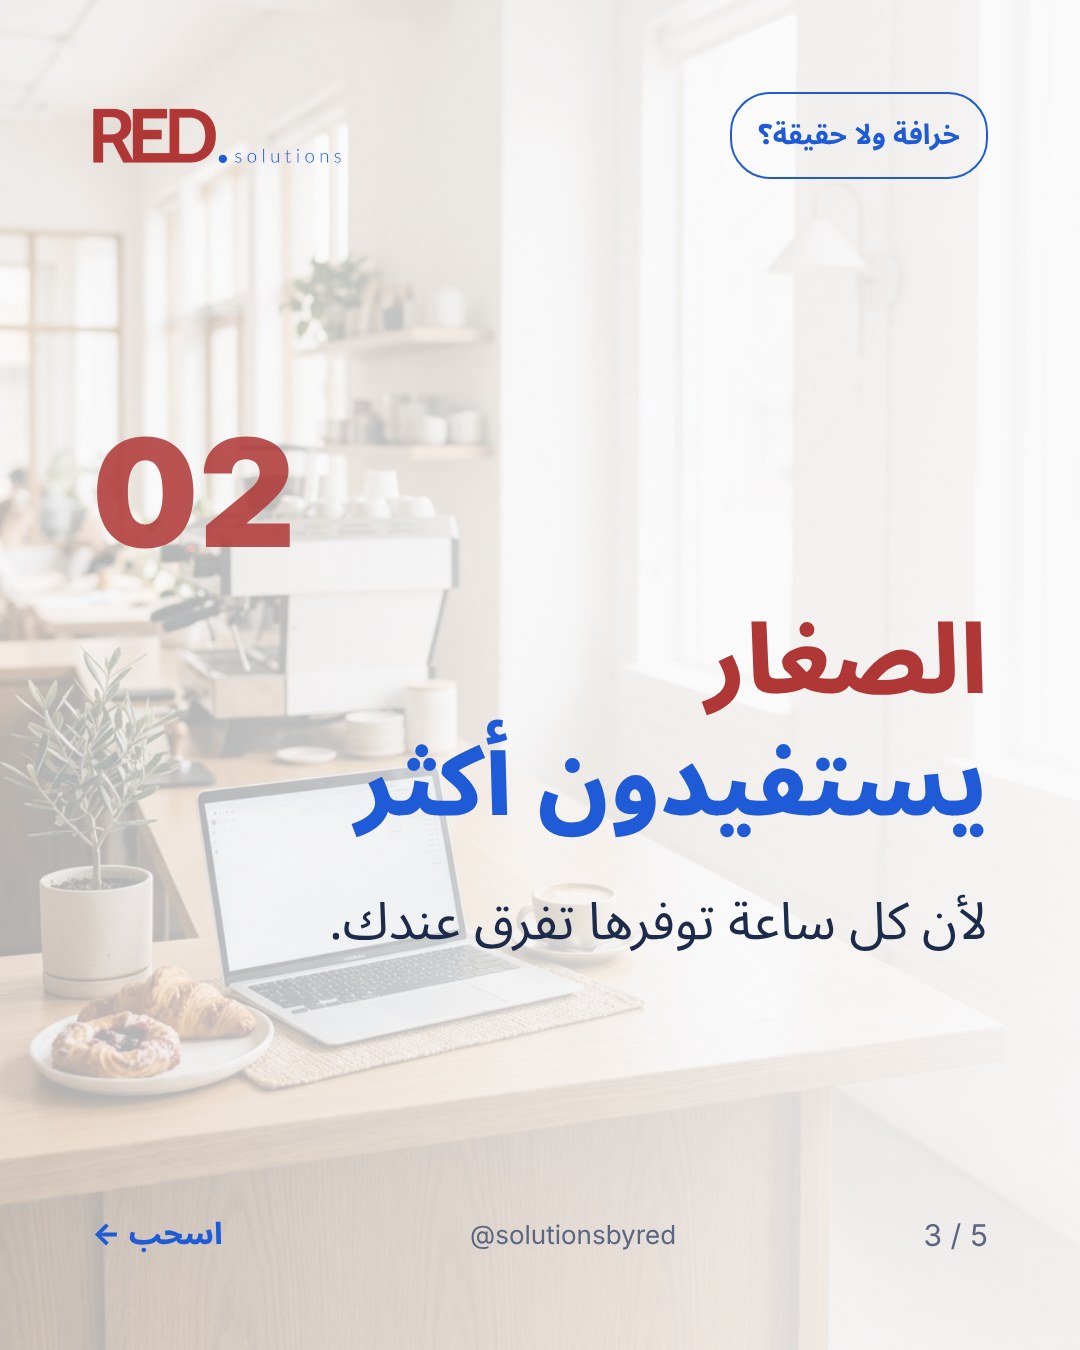 RED.solutions
خرافة ولا حقيقة؟
02
الصغار
يستفيدون أكثر
لأن كل ساعة توفرها تفرق عندك.
اسحب ←
@solutionsbyred
3 / 5